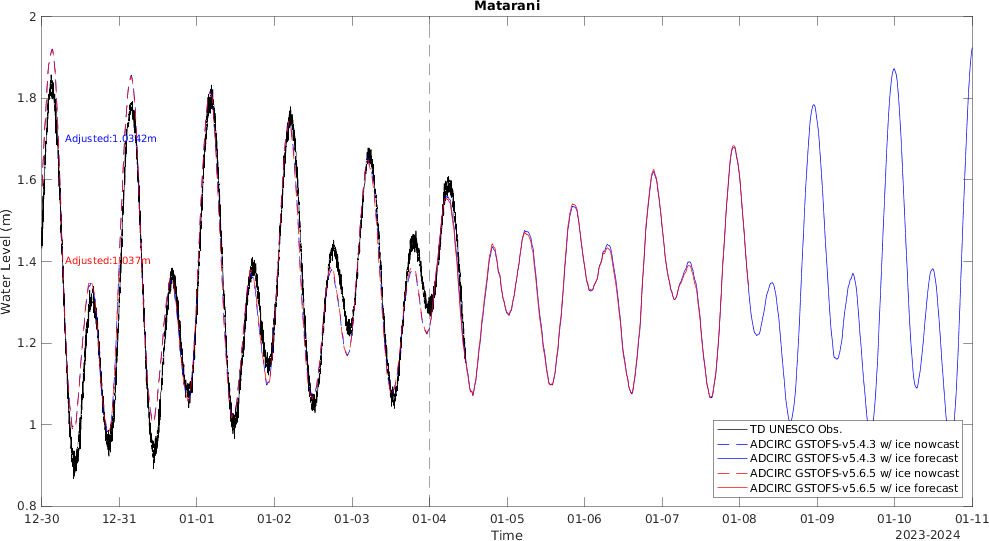 Matarani
2
1.8
1.6
1.4
1.2
1
0.8
Water Level (m)
Adjusted:1.0342m
Adjusted:1.037m
TD UNESCO Obs.
ADCIRC GSTOFS-v5.4.3 w/ ice nowcast
ADCIRC GSTOFS-v5.4.3 w/ ice forecast
ADCIRC GSTOFS-v5.6.5 w/ ice nowcast
ADCIRC GSTOFS-v5.6.5 w/ ice forecast
12-30 12-31 01-01 01-02 01-03 01-04 01-05 01-06 01-07 01-08 01-09 01-10 01-11
Time
2023-2024